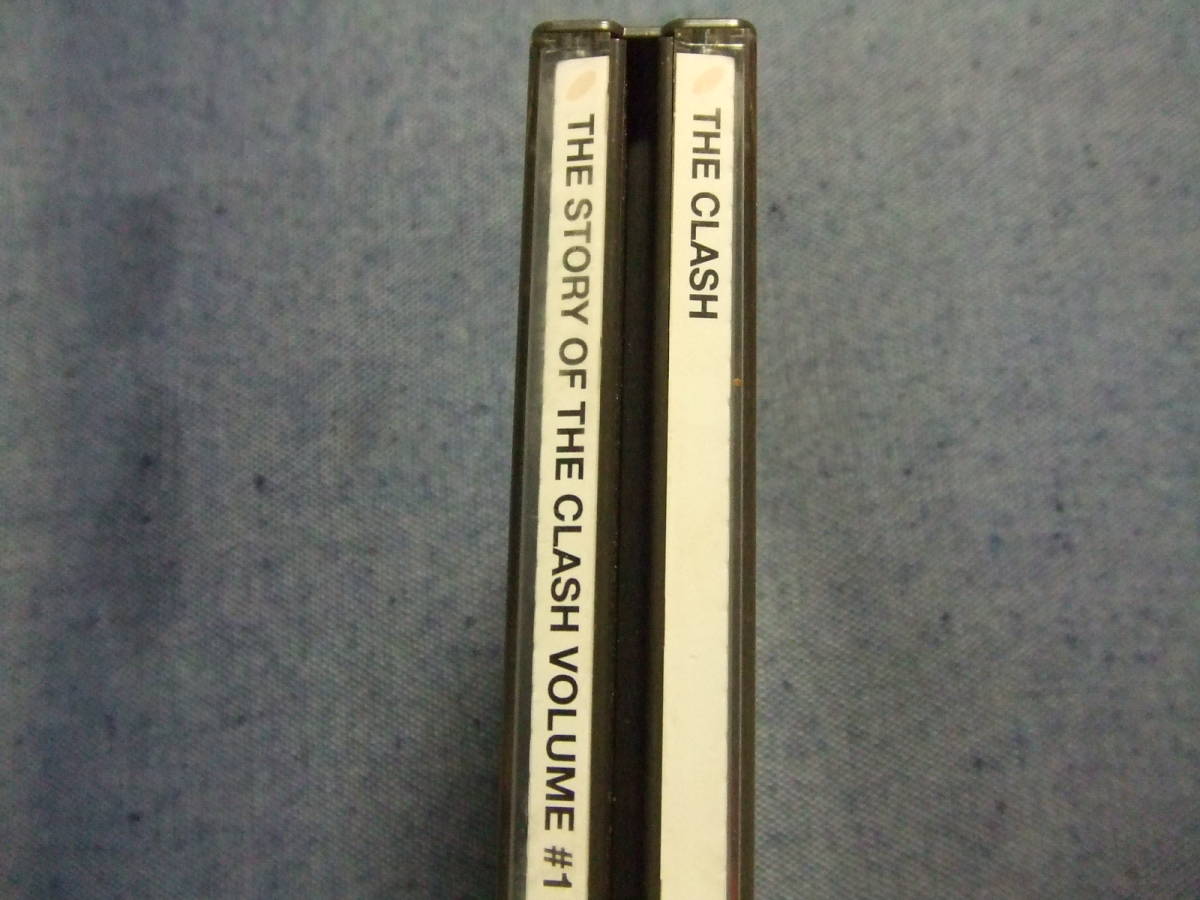 THE CLASH
THE STORY OF THE CLASH VOLUME #1